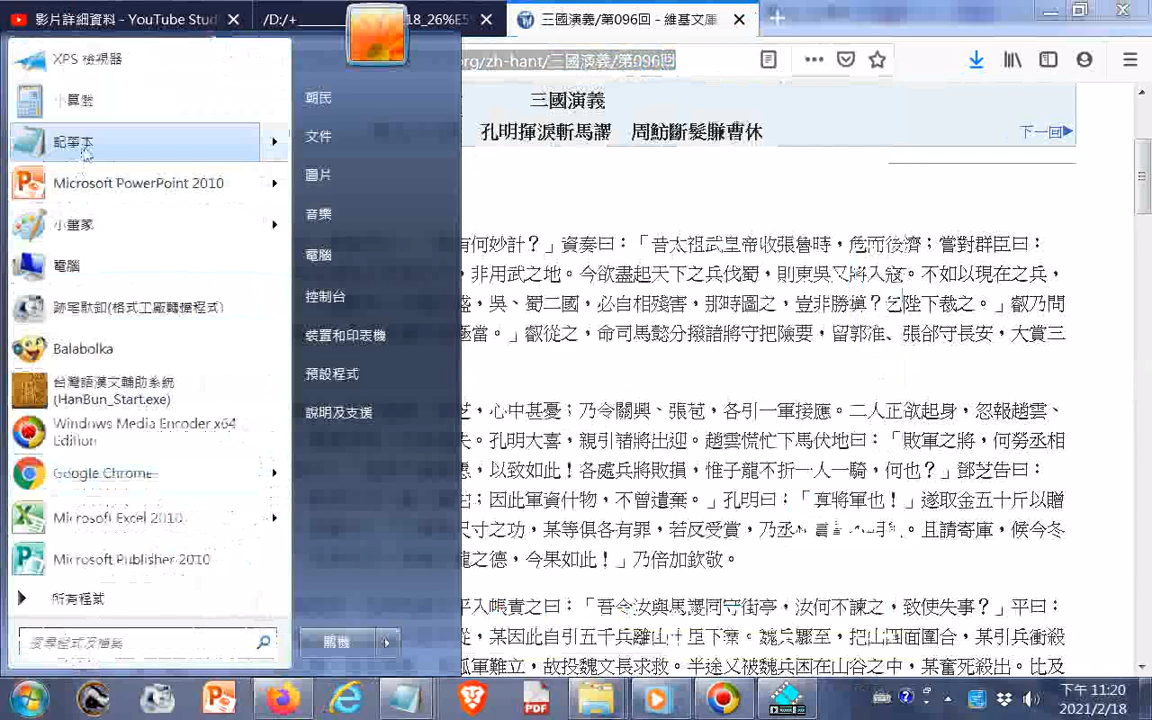 影片詳細資料 - YouTube Stud
/D:/+
三國演義/第096回 - 維基文庫
org/zh-hant/三國演義/第096回
XPS 檢視器
小算盤
記事本
Microsoft PowerPoint 2010
小畫家
電腦
Balabolka
台灣語漢文輔助系統
(HanBun_Start.exe)
Windows Media Encoder x64
Edition
Google Chrome
Microsoft Excel 2010
Microsoft Publisher 2010
所有程式
搜尋程式及檔案
朝民
文件
圖片
音樂
電腦
控制台
裝置和印表機
預設程式
說明及支援
關機
三國演義
孔明揮淚斬馬謖 周魴斷髮賺曹休
下一回▶
有何妙計？」資奏曰：「昔太祖武皇帝收張魯時，危而後濟；嘗對群臣曰：
，非用武之地。今欲盡起天下之兵伐蜀，則東吳又將入寇。不如以現在之兵，
盛，吳、蜀二國，必自相殘害，那時圖之，豈非勝算？乞陛下裁之。」叡乃問
極當。」叡從之，命司馬懿分撥諸將守把險要，留郭淮、張郃守長安，大賞三
芝，心中甚憂；乃令關興、張苞，各引一軍接應。二人正欲起身，忽報趙雲、
失。孔明大喜，親引諸將出迎。趙雲慌忙下馬伏地曰：「敗軍之將，何勞丞相
愚，以致如此！各處兵將敗損，惟子龍不折一人一騎，何也？」鄧芝告曰：
；因此軍資什物，不曾遺棄。」孔明曰：「真將軍也！」遂取金五十斤以贈
尺寸之功，某等俱各有罪，若反受賞，乃丞
。且請寄庫，候今冬
龍之德，今果如此！」乃倍加欽敬。
平入帳責之曰：「吾令汝與馬謖同守街亭，汝何不諫之，致使失事？」平曰：
從，某因此自引五千兵離山十里下寨。魏兵驟至，把山四面圍合，某引兵衝殺
孤軍難立，故投魏文長求救。半途又被魏兵困在山谷之中，某奮死殺出。比及
PDF
下午 11:20
2021/2/18